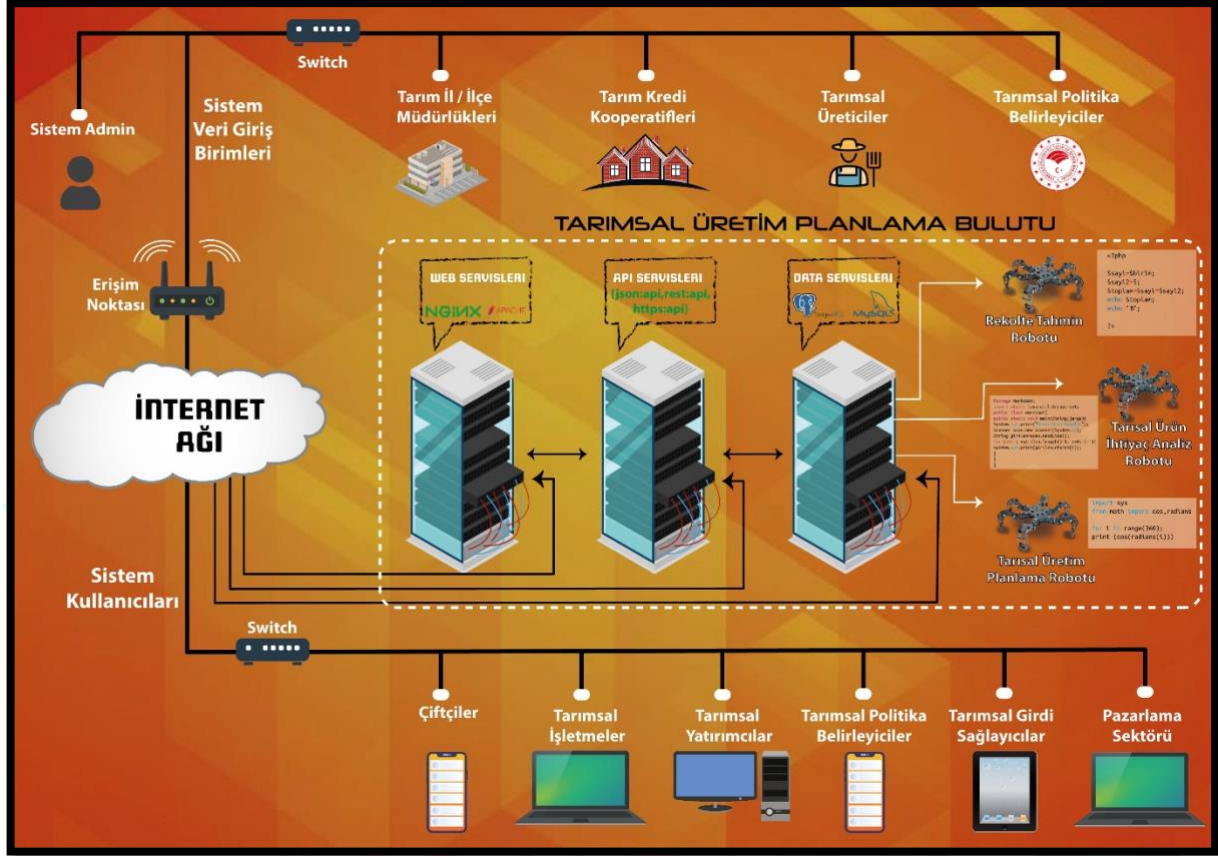 Switch
Sistem Admin
Sistem
Veri Giriş
Birimleri
Tarım İl / İlçe
Müdürlükleri
Tarım Kredi
Kooperatifleri
Tarımsal
Üreticiler
Tarımsal Politika
Belirleyiciler
TARIMSAL ÜRETİM PLANLAMA BULUTU
Erişim
Noktası
WEB SERVISLERI
NGINX APACHE
API SERVISLERI
(json:api,rest:api,
https:api)
DATA SERVISLERI
MySQL
<?php
echo $topla;
?>
Rekolte Tahmin
Robotu
İNTERNET
AĞI
Tarısal Ürün
İhtiyaç Analiz
Robotu
import sys
from math import cos,radians
for i in range(360):
print (cos(radians(i)))
Tarısal Üretim
Planlama Robotu
Sistem
Kullanıcıları
Switch
Çiftçiler
Tarımsal
İşletmeler
Tarımsal
Yatırımcılar
Tarımsal Politika
Belirleyiciler
Tarımsal Girdi
Sağlayıcılar
Pazarlama
Sektörü